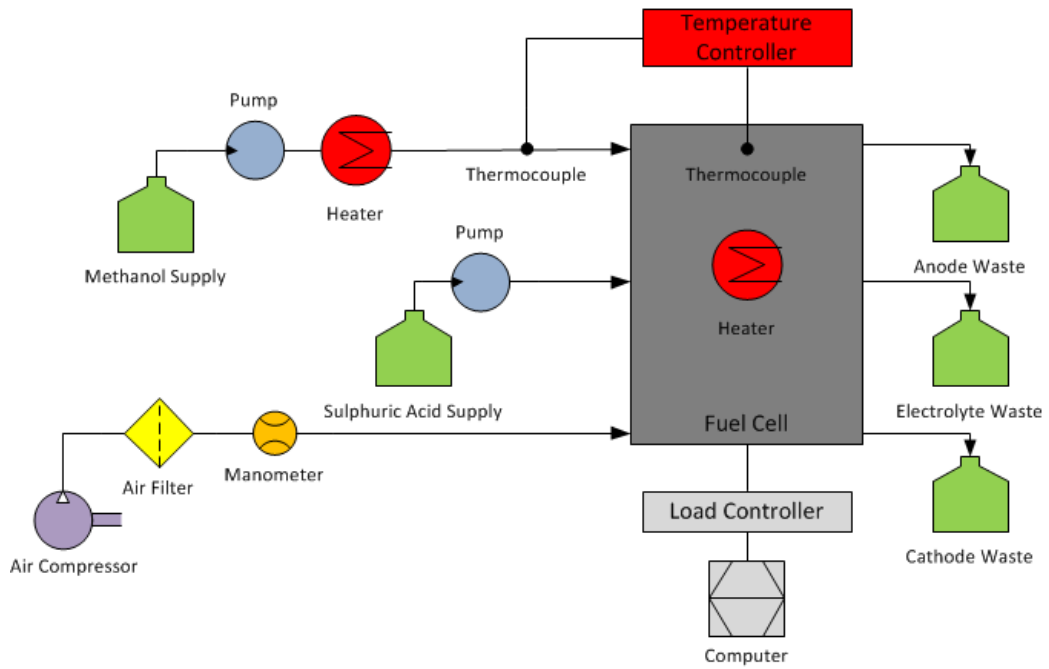 Temperature
Controller
Pump
Thermocouple
Thermocouple
Heater
Methanol Supply
Pump
Anode Waste
Heater
Sulphuric Acid Supply
Electrolyte Waste
Fuel Cell
Manometer
Air Filter
Load Controller
Cathode Waste
Air Compressor
Computer